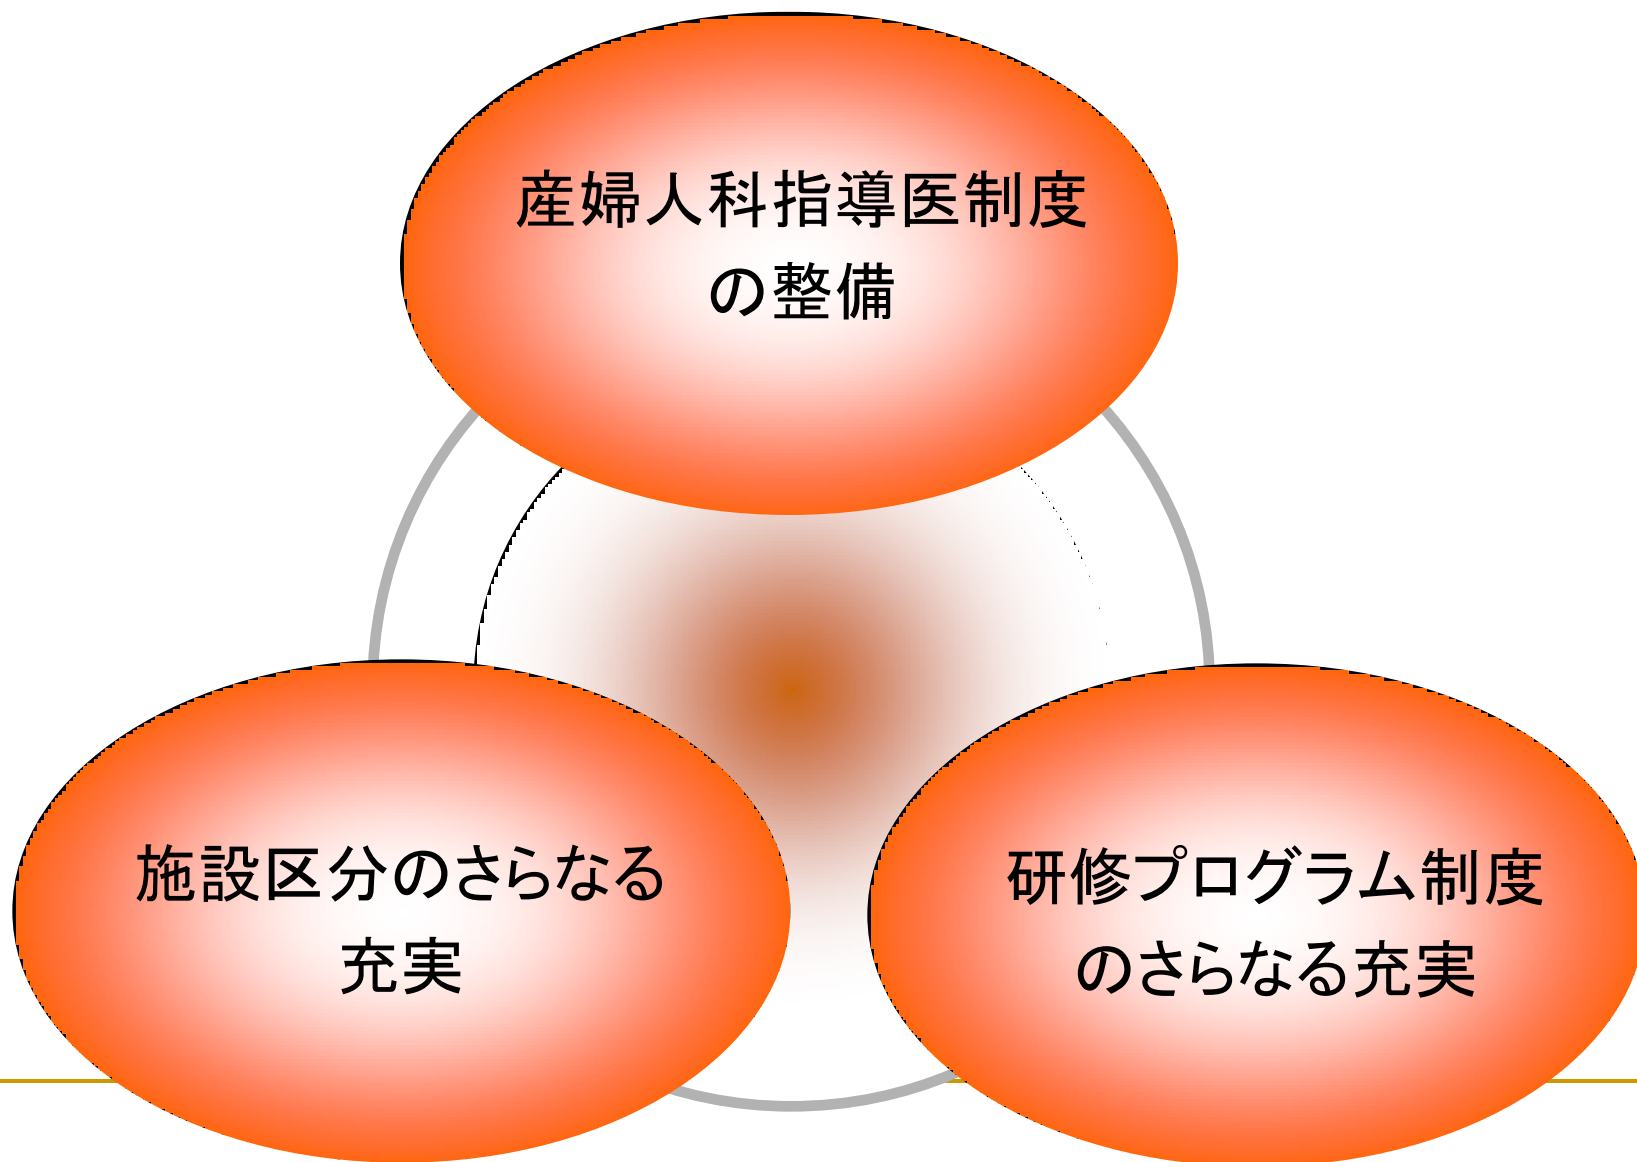 産婦人科指導医制度
の整備
施設区分のさらなる
充実
研修プログラム制度
のさらなる充実